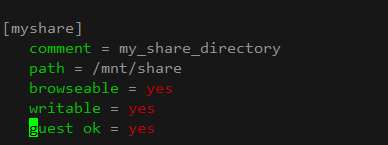 [myshare]
comment = my_share_directory
path = /mnt/share
browseable = yes
writable = yes
guest ok = yes